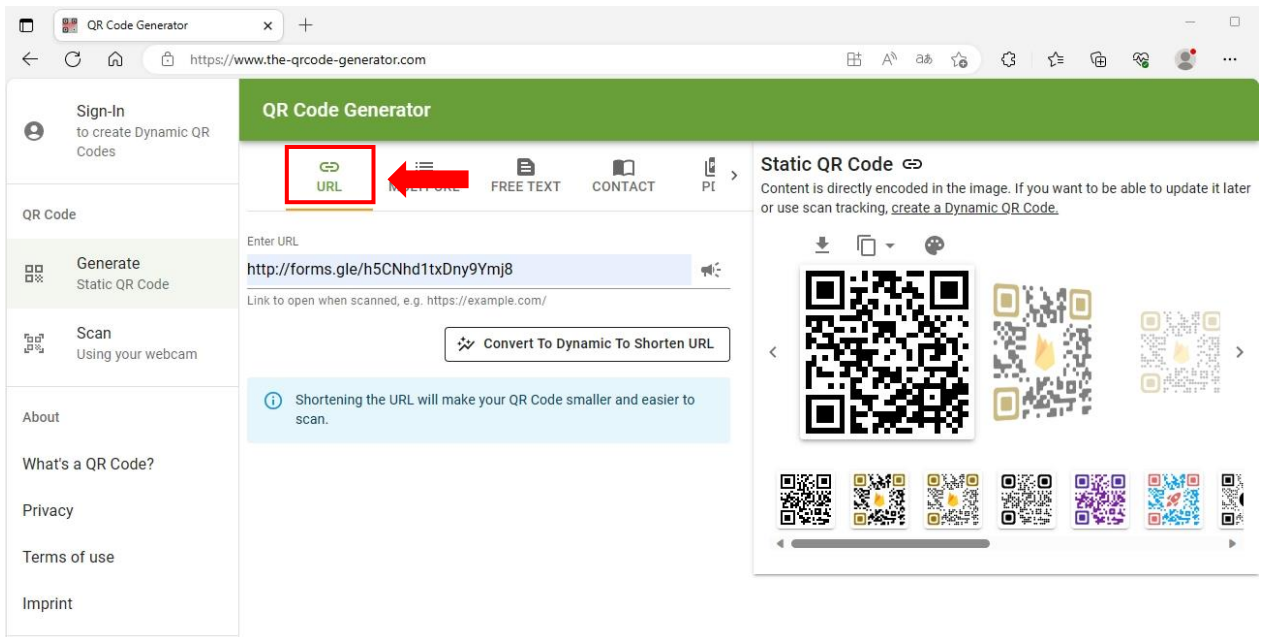 QR Code Generator
https://www.the-qrcode-generator.com
Sign-In
to create Dynamic QR
Codes
QR Code
Generate
Static QR Code
Scan
Using your webcam
About
What's a QR Code?
Privacy
Terms of use
Imprint
QR Code Generator
URL
FREE TEXT
CONTACT
Enter URL
http://forms.gle/h5CNhd1txDny9Ymj8
Link to open when scanned, e.g. https://example.com/
Convert To Dynamic To Shorten URL
Shortening the URL will make your QR Code smaller and easier to
scan.
Static QR Code
Content is directly encoded in the image. If you want to be able to update it later
or use scan tracking, create a Dynamic QR Code.